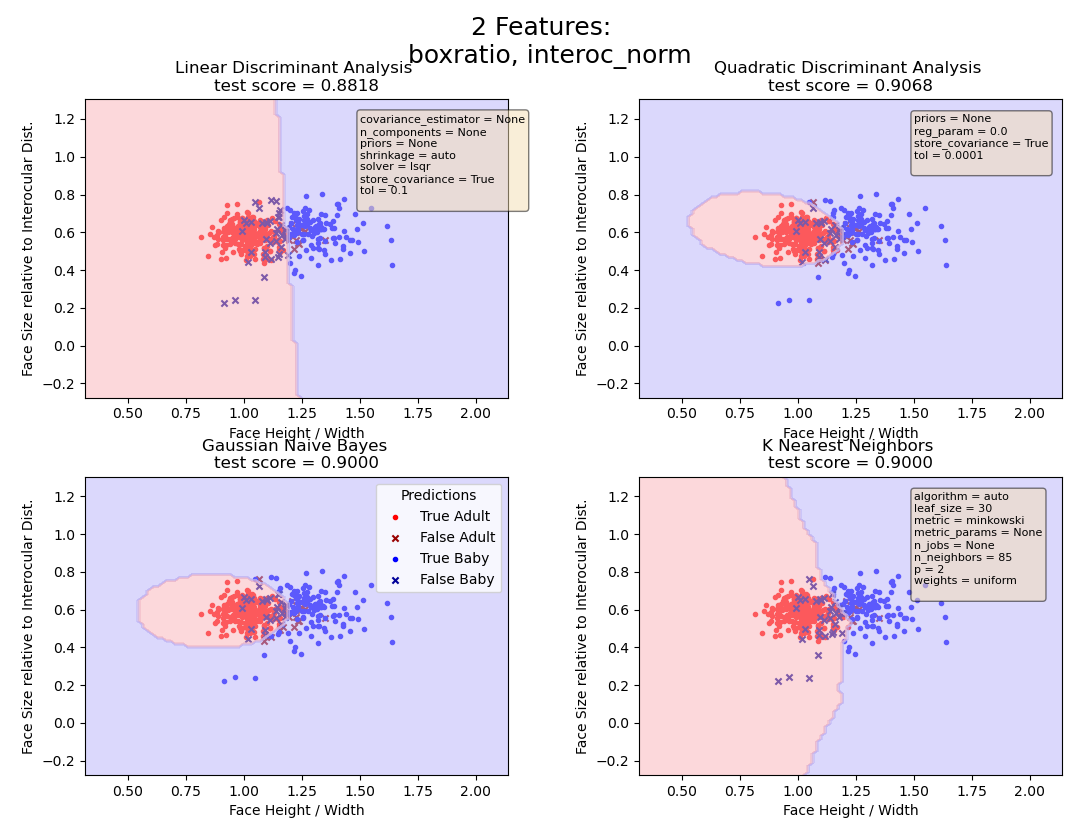 2 Features:
boxratio, interoc_norm
Linear Discriminant Analysis
test score = 0.8818
covariance_estimator = None
n_components = None
priors = None
shrinkage = auto
solver = lsqr
store_covariance = True
tol = 0.1
Face Size relative to Interocular Dist.
1.2
1.0
0.8
0.6
0.4
0.2
0.0
−0.2
0.50 0.75 1.00 1.25 1.50 1.75 2.00
Face Height / Width
Quadratic Discriminant Analysis
test score = 0.9068
priors = None
reg_param = 0.0
store_covariance = True
tol = 0.0001
Face Size relative to Interocular Dist.
1.2
1.0
0.8
0.6
0.4
0.2
0.0
−0.2
0.50 0.75 1.00 1.25 1.50 1.75 2.00
Face Height / Width
Gaussian Naive Bayes
test score = 0.9000
Predictions
True Adult
False Adult
True Baby
False Baby
Face Size relative to Interocular Dist.
1.2
1.0
0.8
0.6
0.4
0.2
0.0
−0.2
0.50 0.75 1.00 1.25 1.50 1.75 2.00
Face Height / Width
K Nearest Neighbors
test score = 0.9000
algorithm = auto
leaf_size = 30
metric = minkowski
metric_params = None
n_jobs = None
n_neighbors = 85
p = 2
weights = uniform
Face Size relative to Interocular Dist.
1.2
1.0
0.8
0.6
0.4
0.2
0.0
−0.2
0.50 0.75 1.00 1.25 1.50 1.75 2.00
Face Height / Width